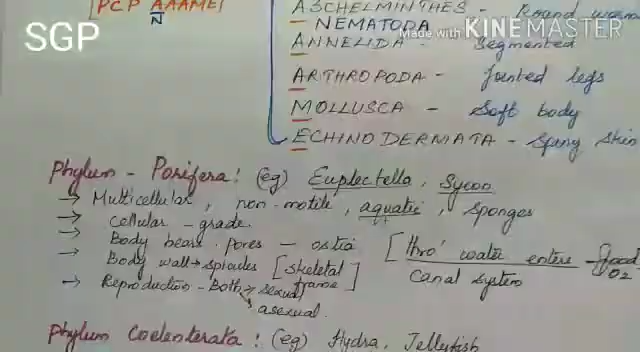 [PCP AAAME]
N
SGP
ASCHELMINTHES - Round worm
NEMATODA
Made with KINEMASTER
ANNELIDA - Segmented
ARTHROPODA - Jointed legs
MOLLUSCA - Soft body
ECHINODERMATA - Spiny skin
Phylum - Porifera: (eg) Euplectella, Sycon
→ Multicellular, non-motile, aquatic, sponges
→ cellular - grade
→ Body bears pores - ostia [thro' water enters - food
O2
canal system
→ Body wall → spicules [skeletal
frame]
→ Reproduction - Both → sexual
→ asexual.
Phylum Coelenterata: (eg) Hydra, Jellyfish